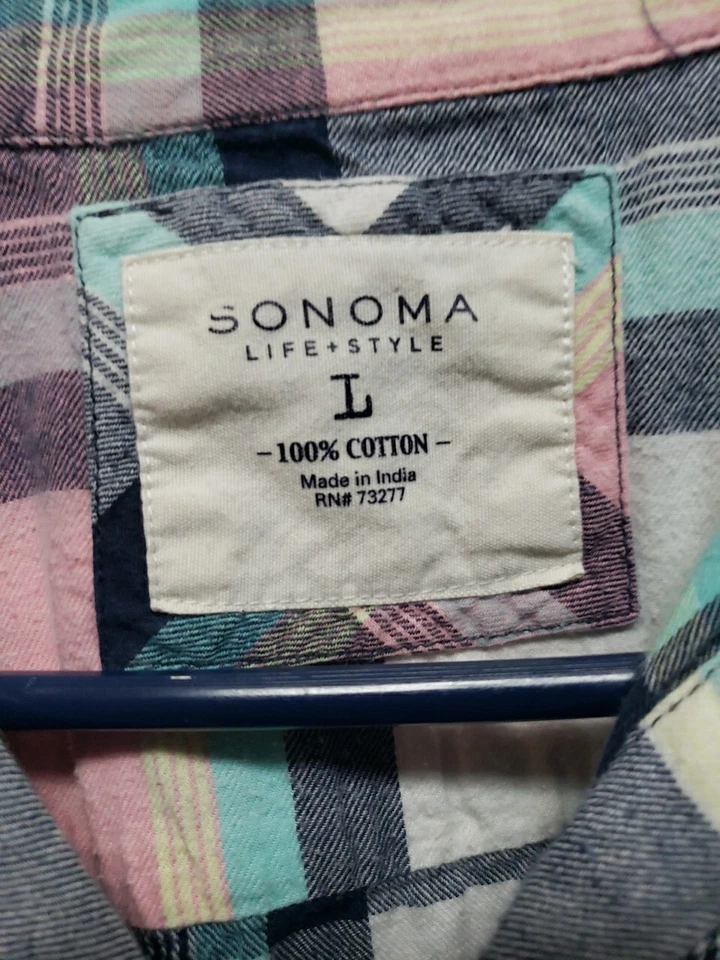 SONOMA
LIFE+STYLE
L
-100% COTTON-
Made in India
RN# 73277